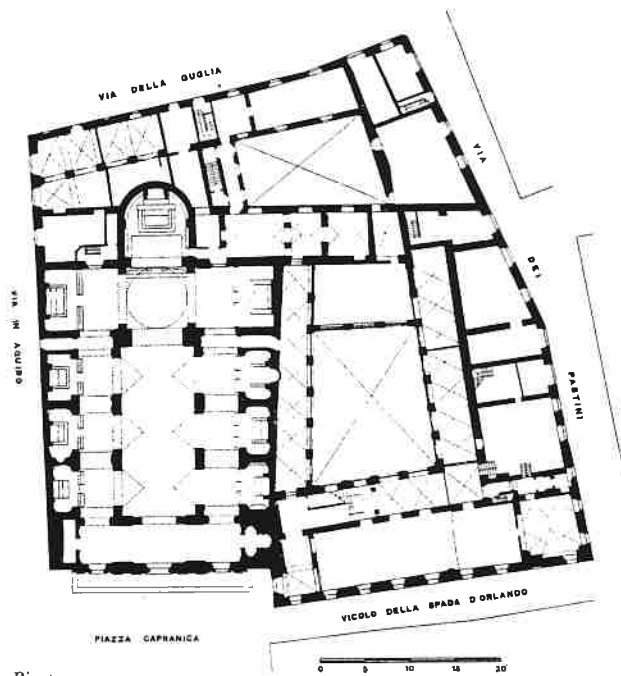 VIA DELLA GUGLIA
VIA
DEI
PASTINI
VIA IN AQUIRO
VICOLO DELLA SPADA D'ORLANDO
PIAZZA CAPRANICA
0 5 10 15 20